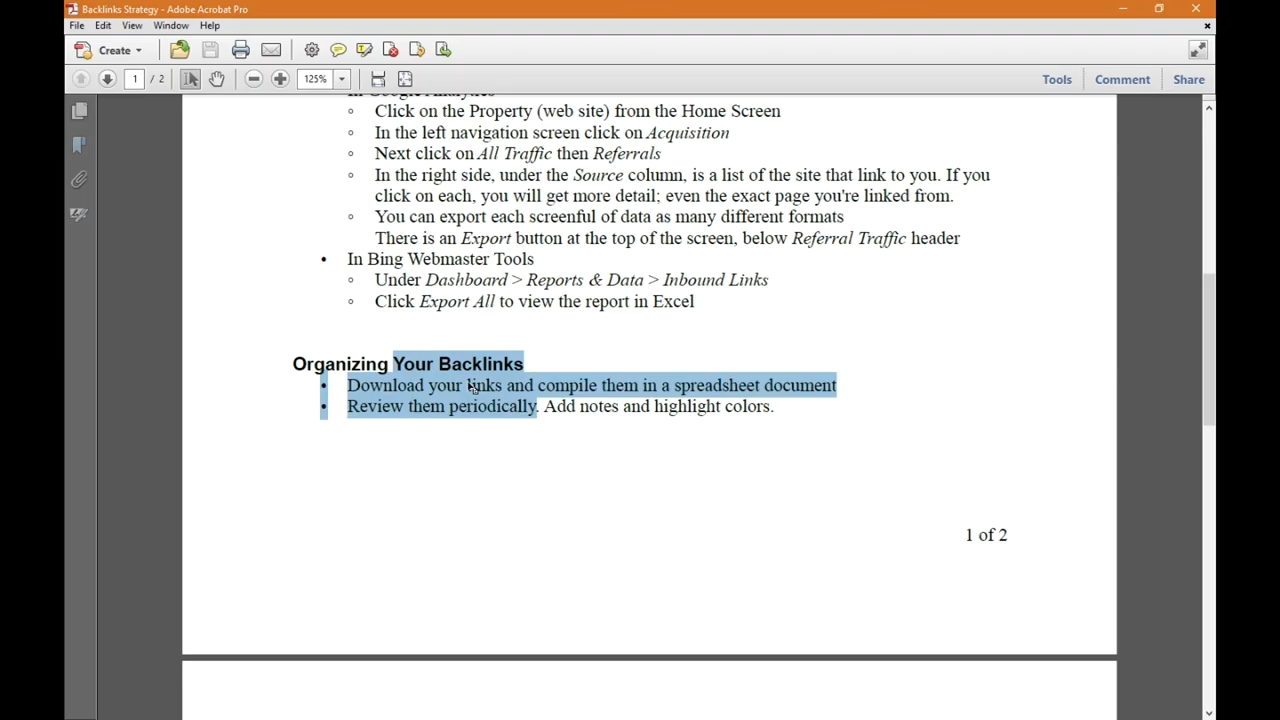 Backlinks Strategy - Adobe Acrobat Pro
File Edit View Window Help
Create
1 / 2 125% Tools Comment Share
In Google Analytics
◦ Click on the Property (web site) from the Home Screen
◦ In the left navigation screen click on Acquisition
◦ Next click on All Traffic then Referrals
◦ In the right side, under the Source column, is a list of the site that link to you. If you
click on each, you will get more detail; even the exact page you're linked from.
◦ You can export each screenful of data as many different formats
There is an Export button at the top of the screen, below Referral Traffic header
• In Bing Webmaster Tools
◦ Under Dashboard > Reports & Data > Inbound Links
◦ Click Export All to view the report in Excel
Organizing Your Backlinks
• Download your links and compile them in a spreadsheet document
• Review them periodically. Add notes and highlight colors.
1 of 2